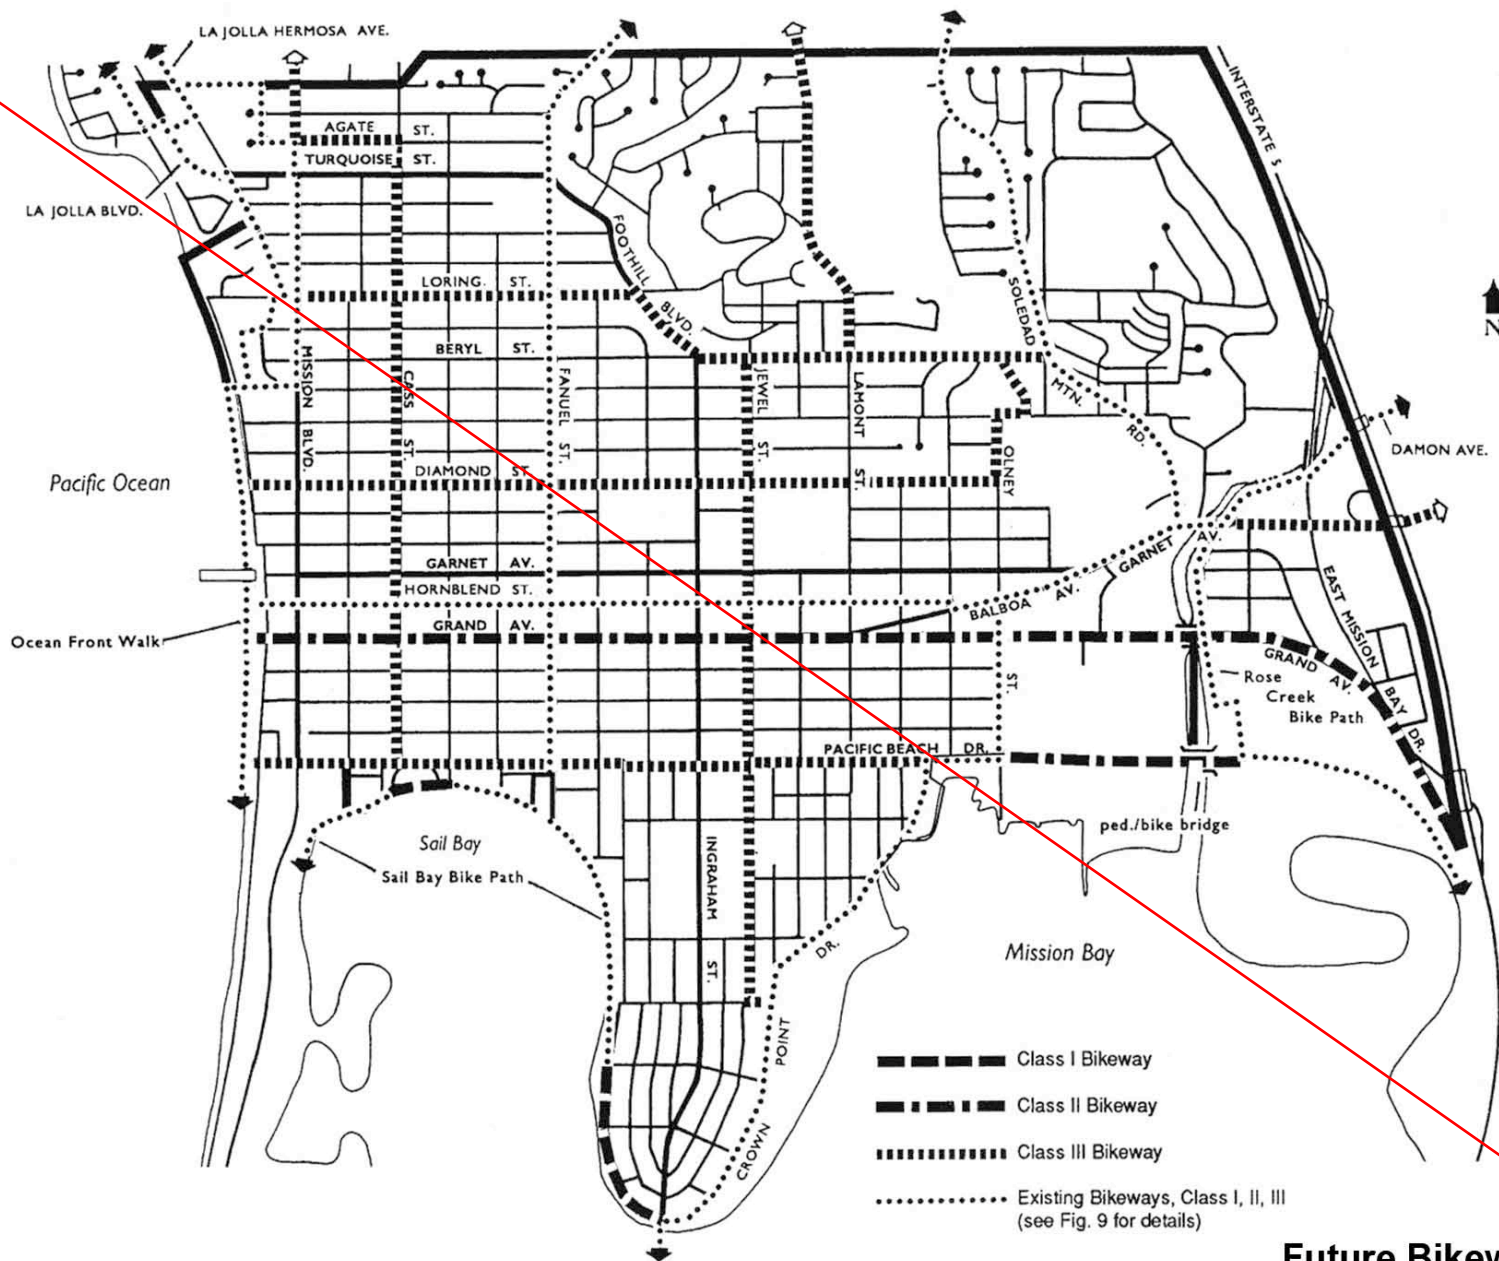 LA JOLLA HERMOSA AVE.
INTERSTATE 5
AGATE ST.
TURQUOISE ST.
LA JOLLA BLVD.
FOOTHILL BLVD.
LORING ST.
SOLEDAD MTN. RD.
N
BERYL ST.
MISSION BLVD.
CASS ST.
FANUEL ST.
JEWEL ST.
LAMONT ST.
OLNEY ST.
DAMON AVE.
Pacific Ocean
DIAMOND ST.
GARNET AV.
GARNET AV.
HORNBLEND ST.
BALBOA AV.
GRAND AV.
EAST MISSION BAY DR.
Ocean Front Walk
GRAND AV.
Rose
Creek
Bike Path
PACIFIC BEACH DR.
ped./bike bridge
Sail Bay
Sail Bay Bike Path
INGRAHAM ST.
Mission Bay
CROWN POINT DR.
Class I Bikeway
Class II Bikeway
Class III Bikeway
Existing Bikeways, Class I, II, III
(see Fig. 9 for details)
Future Bikew